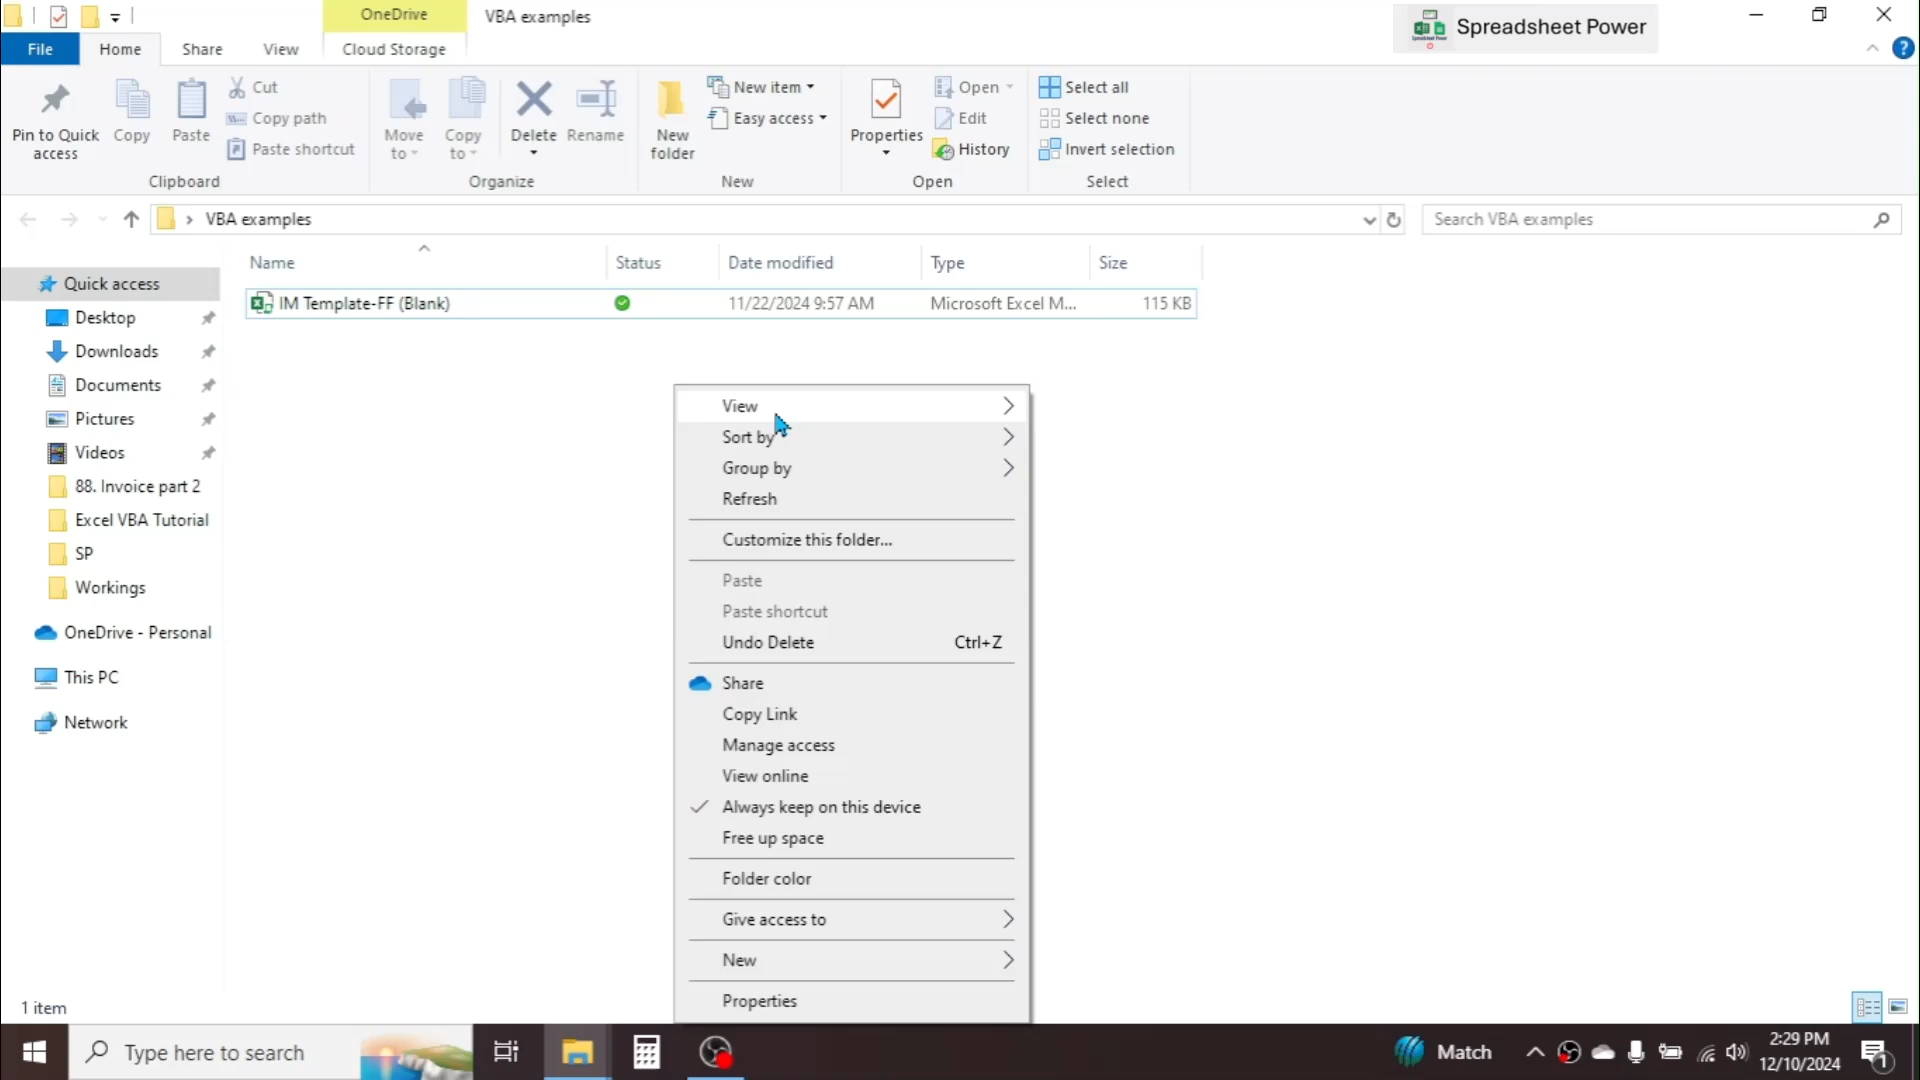 OneDrive
VBA examples
Spreadsheet Power
File
Home
Share
View
Cloud Storage
Pin to Quick access
Copy
Paste
Cut
Copy path
Paste shortcut
Clipboard
Move to
Copy to
Delete
Rename
Organize
New folder
New item
Easy access
New
Properties
Open
Edit
History
Open
Select all
Select none
Invert selection
Select
VBA examples
Search VBA examples
Name
Status
Date modified
Type
Size
IM Template-FF (Blank)
11/22/2024 9:57 AM
Microsoft Excel M...
115 KB
Quick access
Desktop
Downloads
Documents
Pictures
Videos
88. Invoice part 2
Excel VBA Tutorial
SP
Workings
OneDrive - Personal
This PC
Network
View
Sort by
Group by
Refresh
Customize this folder...
Paste
Paste shortcut
Undo Delete Ctrl+Z
Share
Copy Link
Manage access
View online
Always keep on this device
Free up space
Folder color
Give access to
New
Properties
1 item
Type here to search
Match
2:29 PM
12/10/2024
1